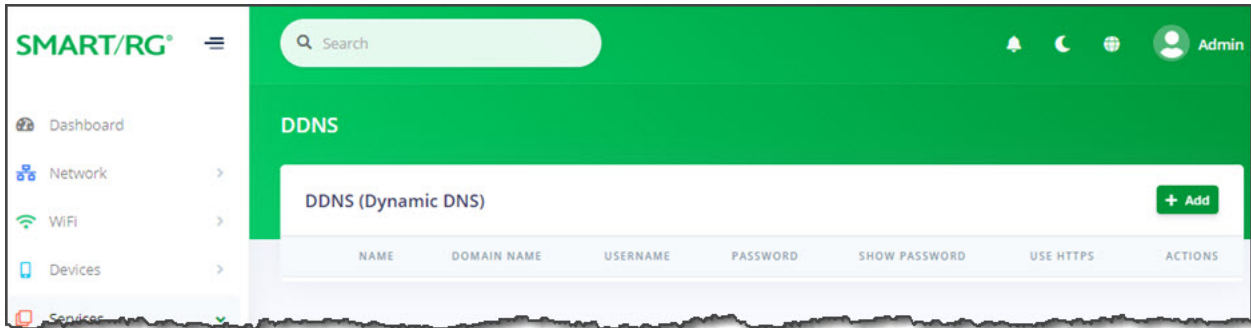 SMART/RG®
Search
Admin
Dashboard
DDNS
Network
DDNS (Dynamic DNS)
+ Add
WiFi
NAME DOMAIN NAME USERNAME PASSWORD SHOW PASSWORD USE HTTPS ACTIONS
Devices
Services